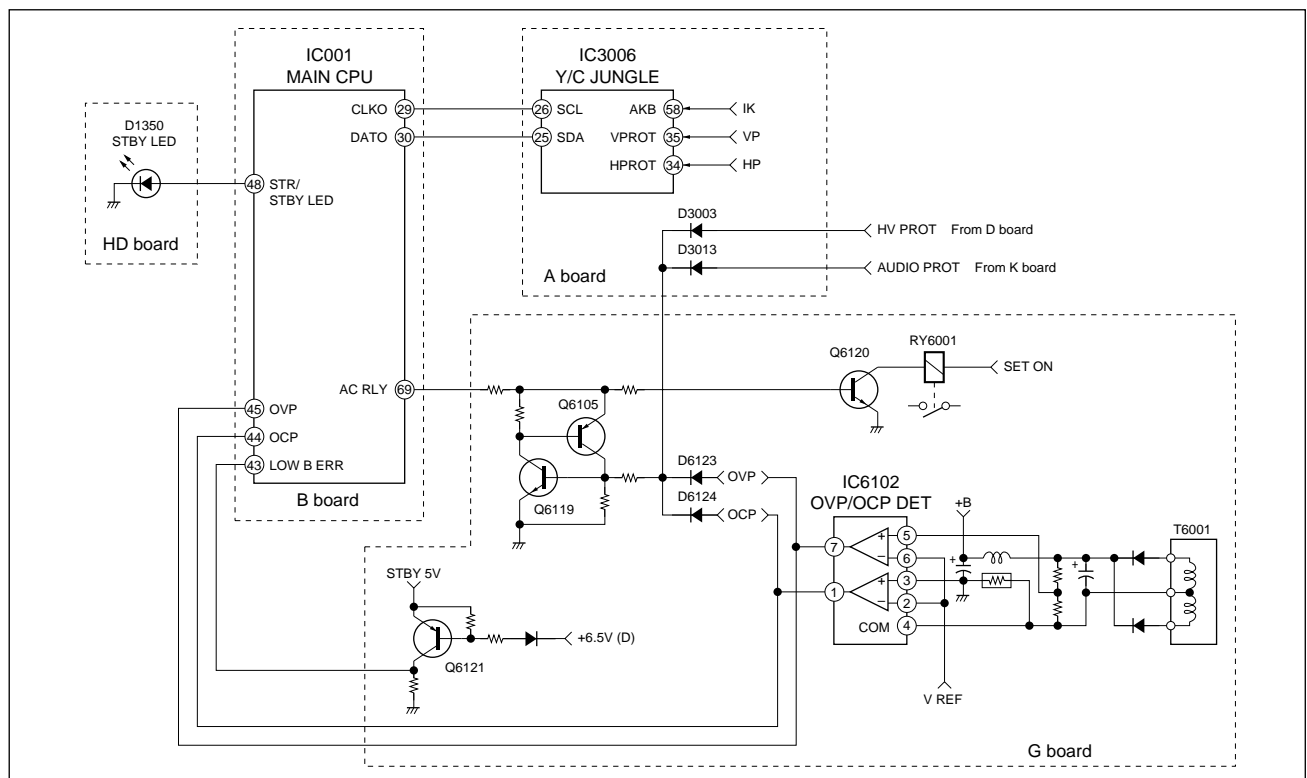 IC001
MAIN CPU
IC3006
Y/C JUNGLE
CLKO 29
26 SCL
AKB 58
IK
DATO 30
25 SDA
VPROT 35
VP
HPROT 34
HP
D1350
STBY LED
48 STR/
STBY LED
HD board
D3003
HV PROT From D board
D3013
AUDIO PROT From K board
A board
Q6120
RY6001
SET ON
AC RLY 69
45 OVP
44 OCP
43 LOW B ERR
B board
Q6105
Q6119
D6123
OVP
D6124
OCP
IC6102
OVP/OCP DET
+B
T6001
7
+
5
–
6
1
+
3
–
2
COM 4
+
+
STBY 5V
+6.5V (D)
Q6121
V REF
G board